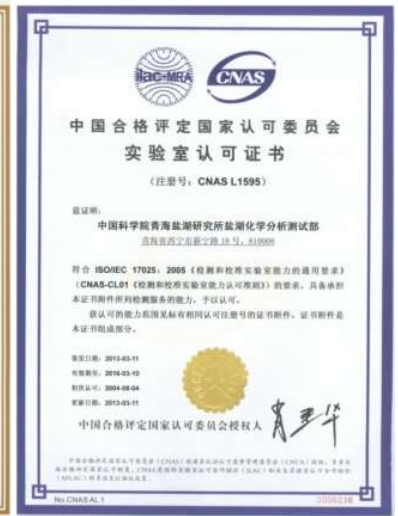 ilac-MRA
CNAS
中国合格评定国家认可委员会
实验室认可证书
(注册号：CNAS L1595)
兹证明：
中国科学院青海盐湖研究所盐湖化学分析测试部
青海省西宁市新宁路 18 号，810008
符合 ISO/IEC 17025：2005《检测和校准实验室能力的通用要求》
(CNAS-CL01《检测和校准实验室能力认可准则》)的要求，具备承担
本证书附件所列检测服务的能力，予以认可。
获认可的能力范围见标有相同认可注册号的证书附件，证书附件是
本证书组成部分。
签发日期：2013-03-11
有效期至：2016-03-10
初次认可：2004-08-04
更新日期：2013-03-11
中国合格评定国家认可委员会授权人
No.CNAS AL 1